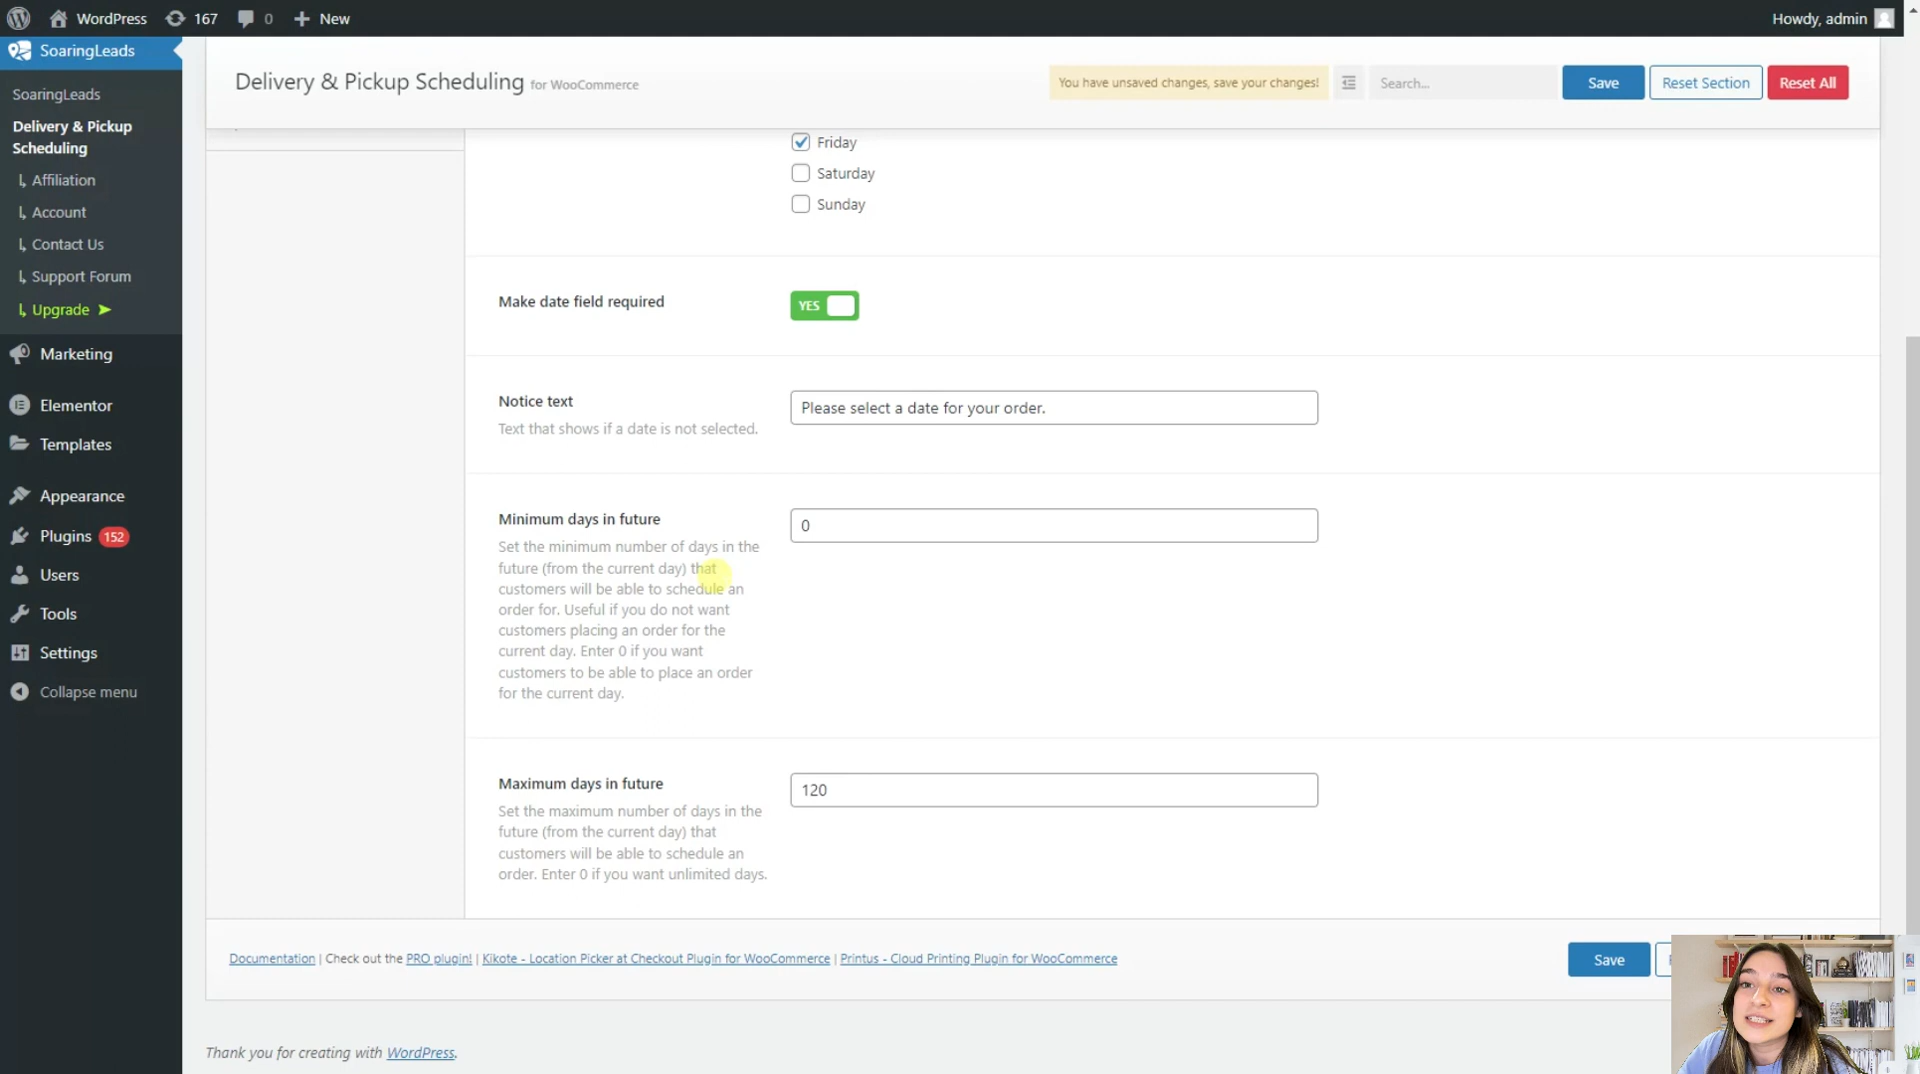 WordPress
167
0
New
Howdy, admin
SoaringLeads
SoaringLeads
Delivery & Pickup
Scheduling
Affiliation
Account
Contact Us
Support Forum
Upgrade ➤
Marketing
Elementor
Templates
Appearance
Plugins 152
Users
Tools
Settings
Collapse menu
Delivery & Pickup Scheduling for WooCommerce
You have unsaved changes, save your changes!
Search...
Save
Reset Section
Reset All
Friday
Saturday
Sunday
Make date field required
YES
Notice text
Text that shows if a date is not selected.
Please select a date for your order.
Minimum days in future
Set the minimum number of days in the
future (from the current day) that
customers will be able to schedule an
order for. Useful if you do not want
customers placing an order for the
current day. Enter 0 if you want
customers to be able to place an order
for the current day.
0
Maximum days in future
Set the maximum number of days in the
future (from the current day) that
customers will be able to schedule an
order. Enter 0 if you want unlimited days.
120
Documentation | Check out the PRO plugin! | Kikote - Location Picker at Checkout Plugin for WooCommerce | Printus - Cloud Printing Plugin for WooCommerce
Save
Thank you for creating with WordPress.